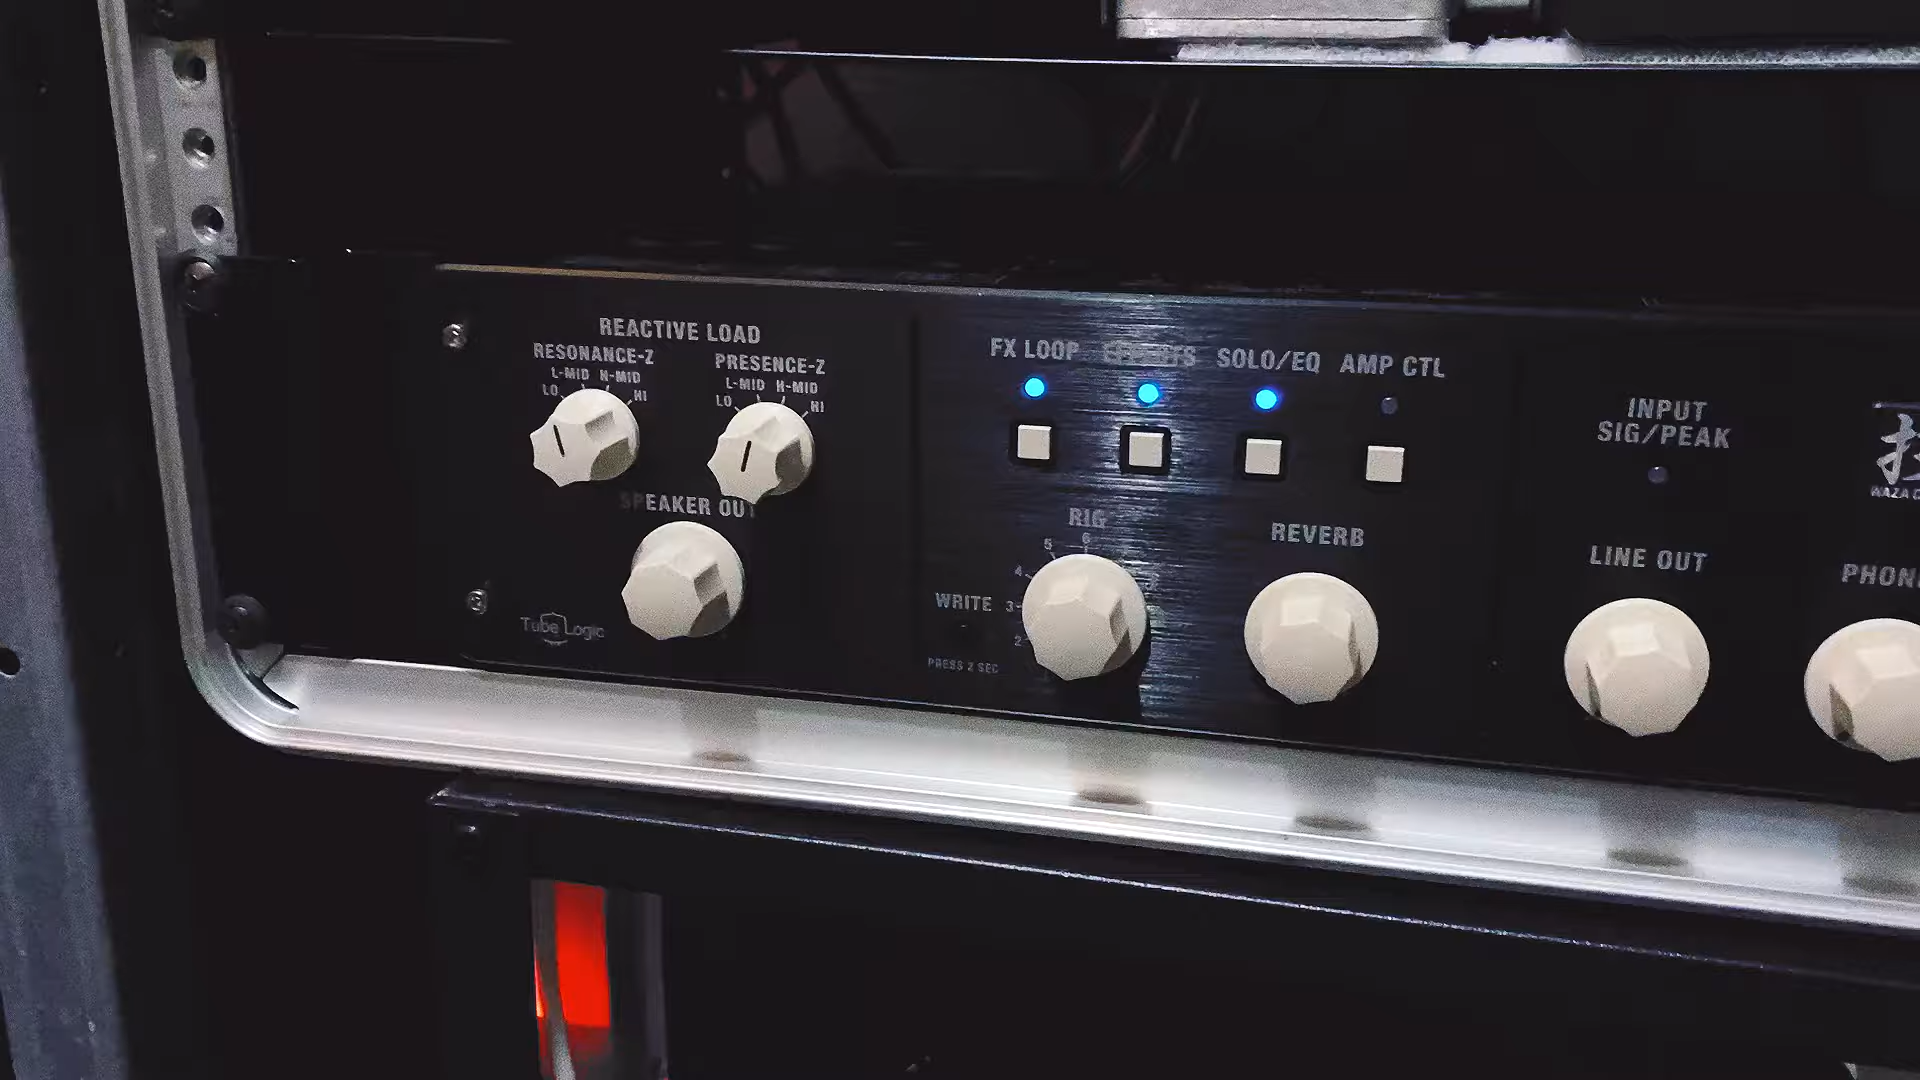 REACTIVE LOAD
RESONANCE-Z
L-MID H-MID
LO HI
PRESENCE-Z
L-MID H-MID
LO HI
SPEAKER OUT
Tube Logic
FX LOOP EFFECTS SOLO/EQ AMP CTL
RIG
5 6
4
3
2
WRITE
PRESS 2 SEC
REVERB
INPUT
SIG/PEAK
LINE OUT
WAZA